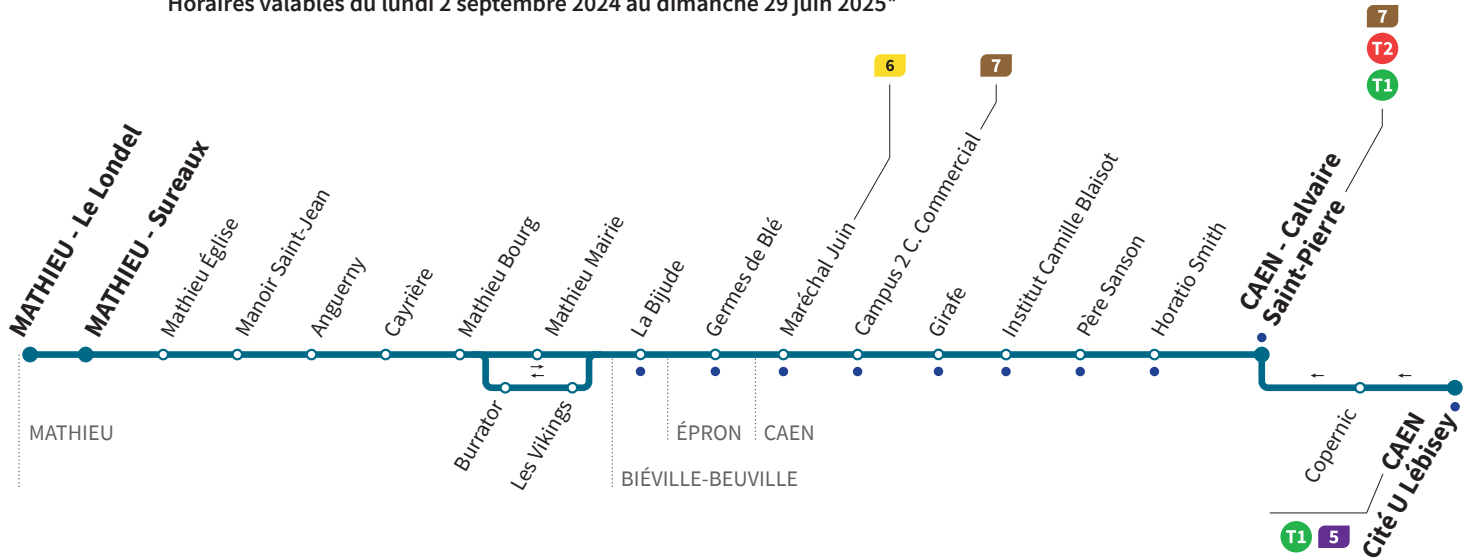 Horaires valables du lundi 2 septembre 2024 au dimanche 29 juin 2025*
7
T2
T1
6
7
MATHIEU - Le Londel
MATHIEU - Sureaux
Mathieu Église
Manoir Saint-Jean
Anguerny
Cayrière
Mathieu Bourg
Mathieu Mairie
La Bijude
Germes de Blé
Maréchal Juin
Campus 2 C. Commercial
Girafe
Institut Camille Blaisot
Père Sanson
Horatio Smith
CAEN - Calvaire
Saint-Pierre
Burrator
Les Vikings
Copernic
CAEN
Cité U Lébisey
MATHIEU
ÉPRON
CAEN
BIÉVILLE-BEUVILLE
T1
5